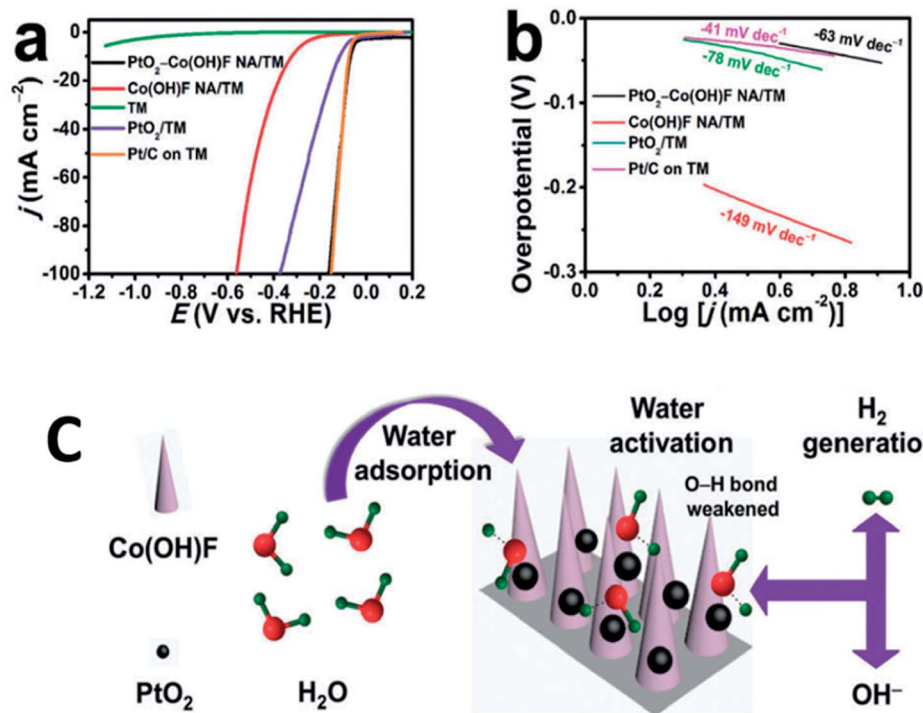 a
0
-20
-40
-60
-80
-100
j (mA cm⁻²)
PtO₂–Co(OH)F NA/TM
Co(OH)F NA/TM
TM
PtO₂/TM
Pt/C on TM
-1.2 -0.8 -0.6 -0.4 -0.2 0.0 0.2
E (V vs. RHE)
b
0.0
-0.1
-0.2
-0.3
Overpotential (V)
-41 mV dec⁻¹
-63 mV dec⁻¹
-78 mV dec⁻¹
PtO₂–Co(OH)F NA/TM
Co(OH)F NA/TM
PtO₂/TM
Pt/C on TM
-149 mV dec⁻¹
0.0 0.2 0.4 0.6 0.8 1.0
Log [j (mA cm⁻²)]
C
Co(OH)F
PtO₂
H₂O
Water
adsorption
Water
activation
O–H bond
weakened
H₂
generatio
OH⁻